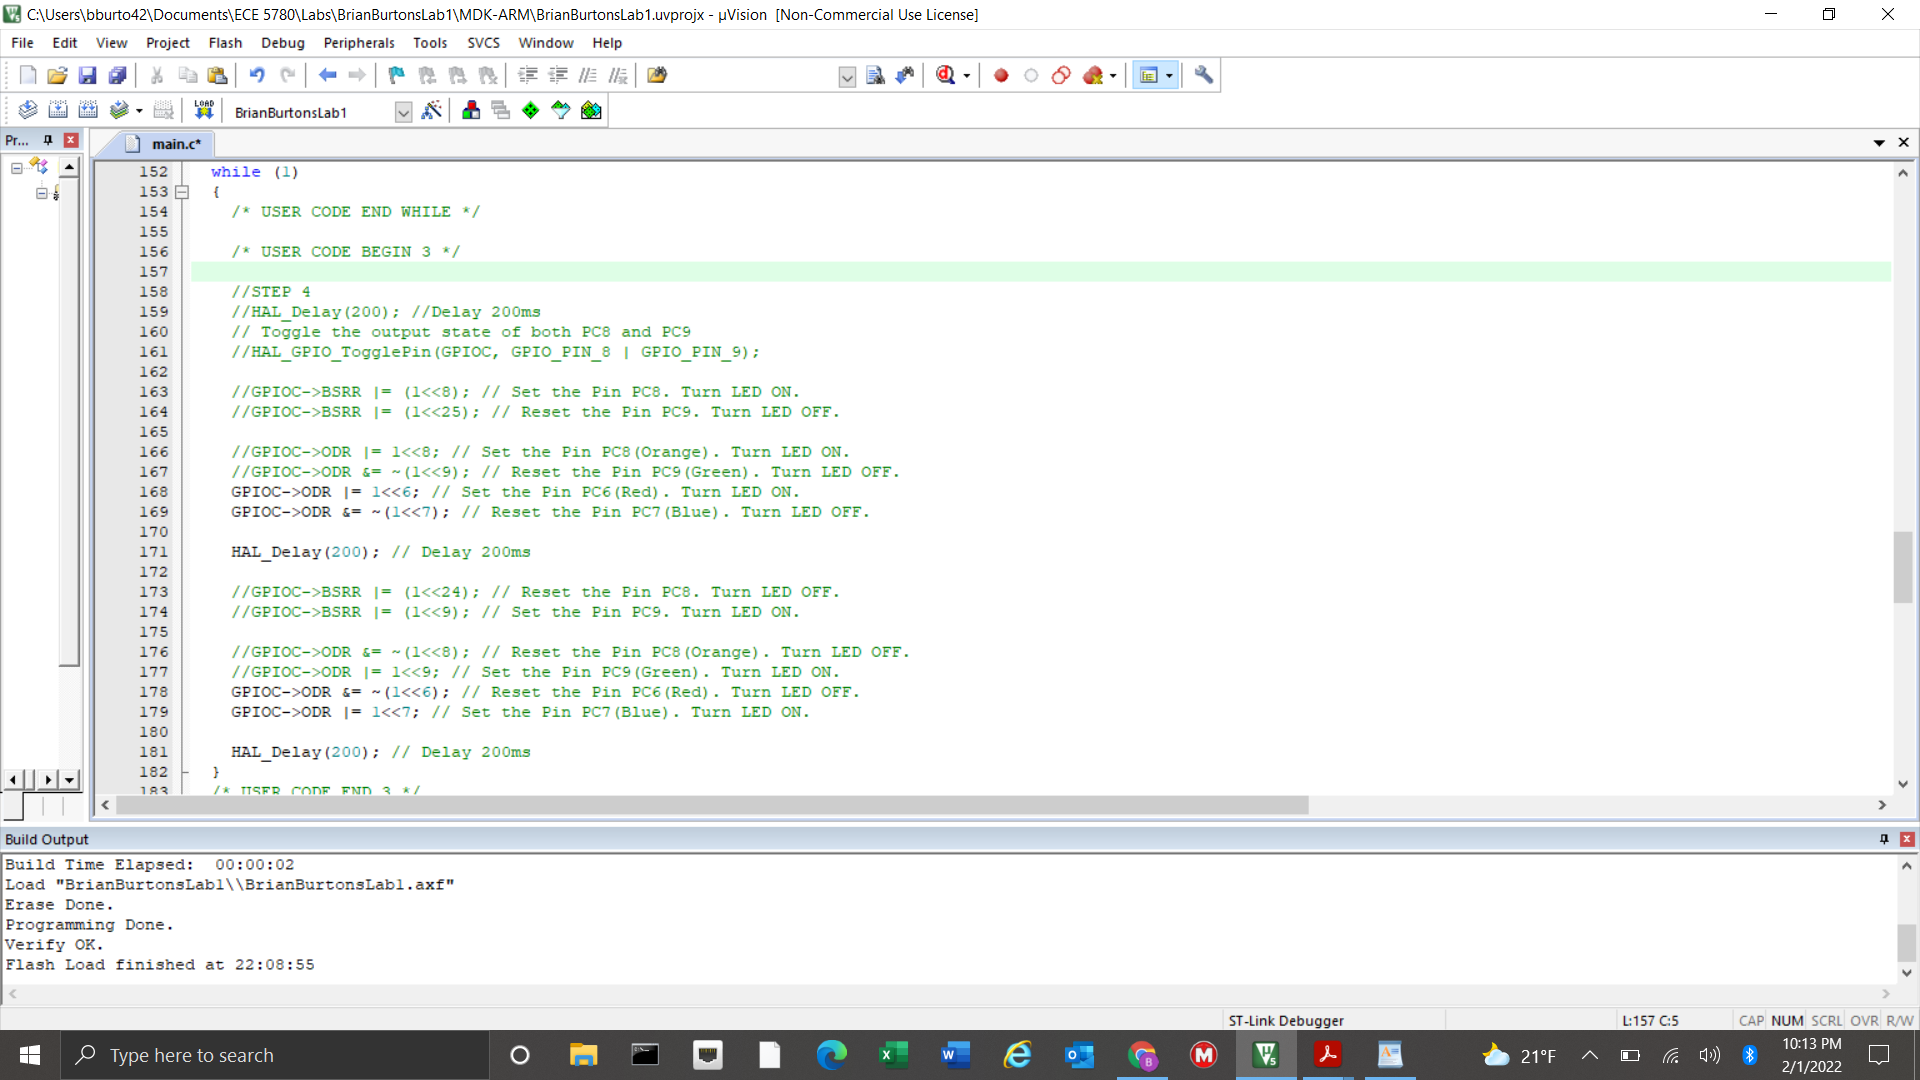 C:\Users\bburto42\Documents\ECE 5780\Labs\BrianBurtonsLab1\MDK-ARM\BrianBurtonsLab1.uvprojx - µVision  [Non-Commercial Use License]
File Edit View Project Flash Debug Peripherals Tools SVCS Window Help
LOAD BrianBurtonsLab1
Pr... main.c*
152 while (1)
153 {
154 /* USER CODE END WHILE */
155
156 /* USER CODE BEGIN 3 */
157
158 //STEP 4
159 //HAL_Delay(200); //Delay 200ms
160 // Toggle the output state of both PC8 and PC9
161 //HAL_GPIO_TogglePin(GPIOC, GPIO_PIN_8 | GPIO_PIN_9);
162
163 //GPIOC->BSRR |= (1<<8); // Set the Pin PC8. Turn LED ON.
164 //GPIOC->BSRR |= (1<<25); // Reset the Pin PC9. Turn LED OFF.
165
166 //GPIOC->ODR |= 1<<8; // Set the Pin PC8(Orange). Turn LED ON.
167 //GPIOC->ODR &= ~(1<<9); // Reset the Pin PC9(Green). Turn LED OFF.
168 GPIOC->ODR |= 1<<6; // Set the Pin PC6(Red). Turn LED ON.
169 GPIOC->ODR &= ~(1<<7); // Reset the Pin PC7(Blue). Turn LED OFF.
170
171 HAL_Delay(200); // Delay 200ms
172
173 //GPIOC->BSRR |= (1<<24); // Reset the Pin PC8. Turn LED OFF.
174 //GPIOC->BSRR |= (1<<9); // Set the Pin PC9. Turn LED ON.
175
176 //GPIOC->ODR &= ~(1<<8); // Reset the Pin PC8(Orange). Turn LED OFF.
177 //GPIOC->ODR |= 1<<9; // Set the Pin PC9(Green). Turn LED ON.
178 GPIOC->ODR &= ~(1<<6); // Reset the Pin PC6(Red). Turn LED OFF.
179 GPIOC->ODR |= 1<<7; // Set the Pin PC7(Blue). Turn LED ON.
180
181 HAL_Delay(200); // Delay 200ms
182 }
183 /* USER CODE END 3 */
Build Output
Build Time Elapsed:  00:00:02
Load "BrianBurtonsLab1\\BrianBurtonsLab1.axf"
Erase Done.
Programming Done.
Verify OK.
Flash Load finished at 22:08:55
ST-Link Debugger L:157 C:5 CAP NUM SCRL OVR R/W
Type here to search 21°F 10:13 PM
2/1/2022